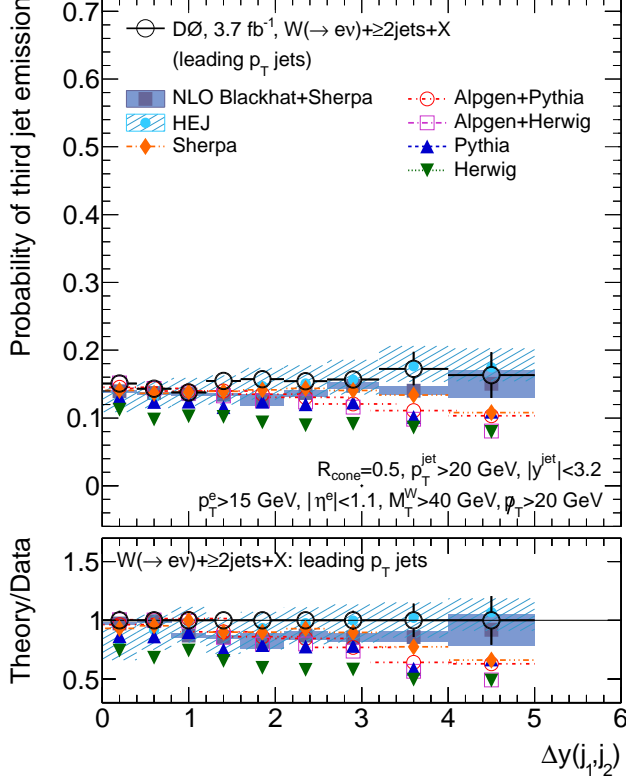 Probability of third jet emission
0.7
0.6
0.5
0.4
0.3
0.2
0.1
0
DØ, 3.7 fb⁻¹, W(→ eν)+≥2jets+X
(leading p_T jets)
NLO Blackhat+Sherpa
HEJ
Sherpa
Alpgen+Pythia
Alpgen+Herwig
Pythia
Herwig
R_cone=0.5, p_T^jet>20 GeV, |y^jet|<3.2
p_T^e>15 GeV, |η^e|<1.1, M_T^W>40 GeV, p̸_T>20 GeV
Theory/Data
1.5
1
0.5
W(→ eν)+≥2jets+X: leading p_T jets
0 1 2 3 4 5 6
Δy(j₁,j₂)